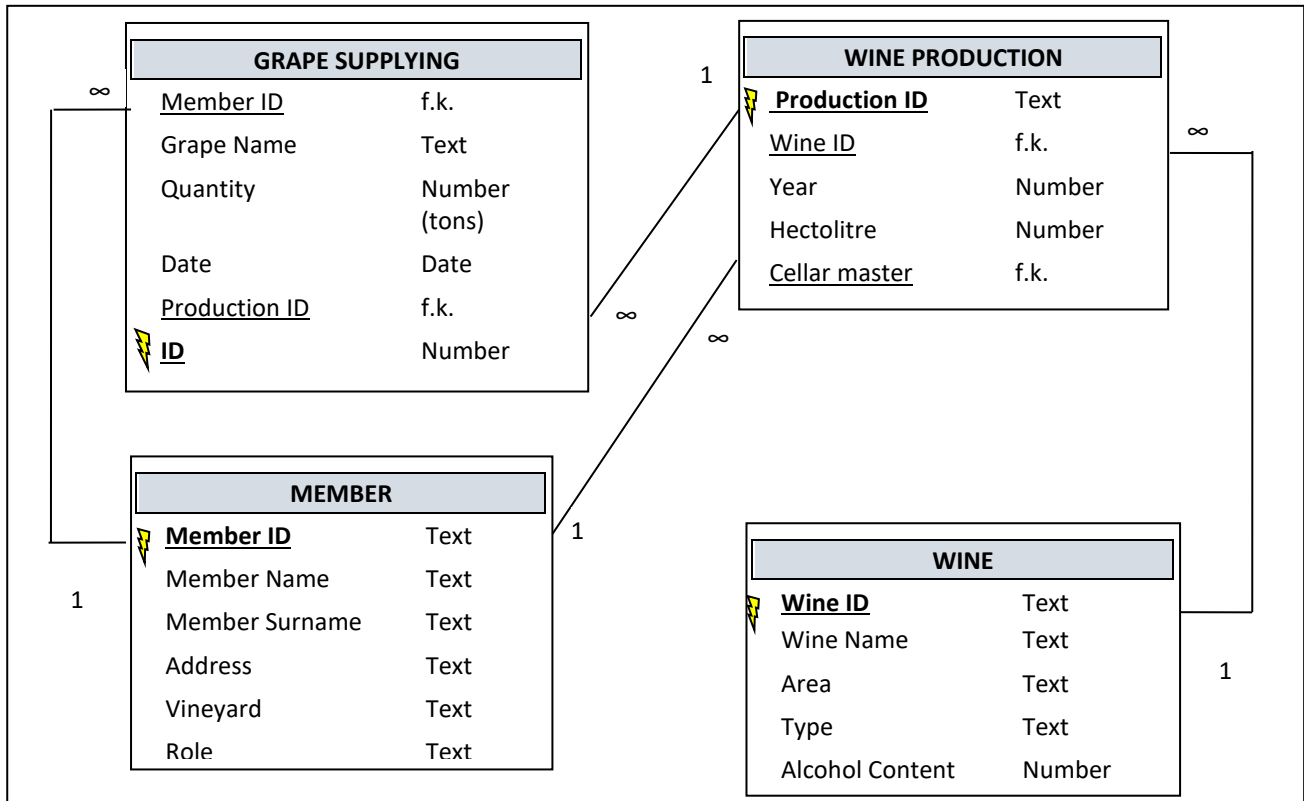 GRAPE SUPPLYING
∞
Member ID f.k.
Grape Name Text
Quantity Number
(tons)
Date Date
Production ID f.k.
ID Number
∞
1
WINE PRODUCTION
Production ID Text
∞
Wine ID f.k.
Year Number
Hectolitre Number
Cellar master f.k.
∞
MEMBER
Member ID Text
1
Member Name Text
1
Member Surname Text
Address Text
Vineyard Text
Role Text
WINE
Wine ID Text
Wine Name Text
1
Area Text
Type Text
Alcohol Content Number